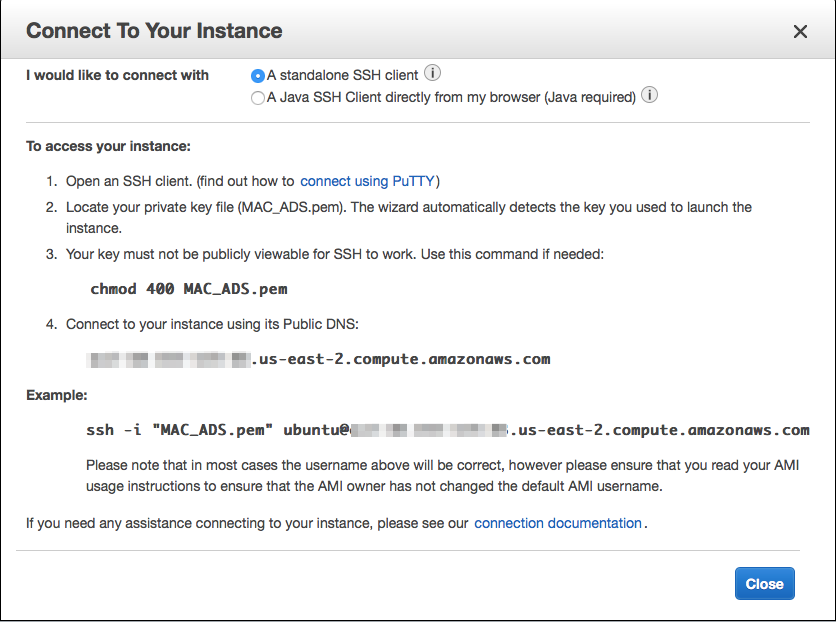 Connect To Your Instance
I would like to connect with
A standalone SSH client
A Java SSH Client directly from my browser (Java required)
To access your instance:
1. Open an SSH client. (find out how to connect using PuTTY)
2. Locate your private key file (MAC_ADS.pem). The wizard automatically detects the key you used to launch the
instance.
3. Your key must not be publicly viewable for SSH to work. Use this command if needed:
chmod 400 MAC_ADS.pem
4. Connect to your instance using its Public DNS:
.us-east-2.compute.amazonaws.com
Example:
ssh -i "MAC_ADS.pem" ubuntu@ .us-east-2.compute.amazonaws.com
Please note that in most cases the username above will be correct, however please ensure that you read your AMI
usage instructions to ensure that the AMI owner has not changed the default AMI username.
If you need any assistance connecting to your instance, please see our connection documentation.
Close